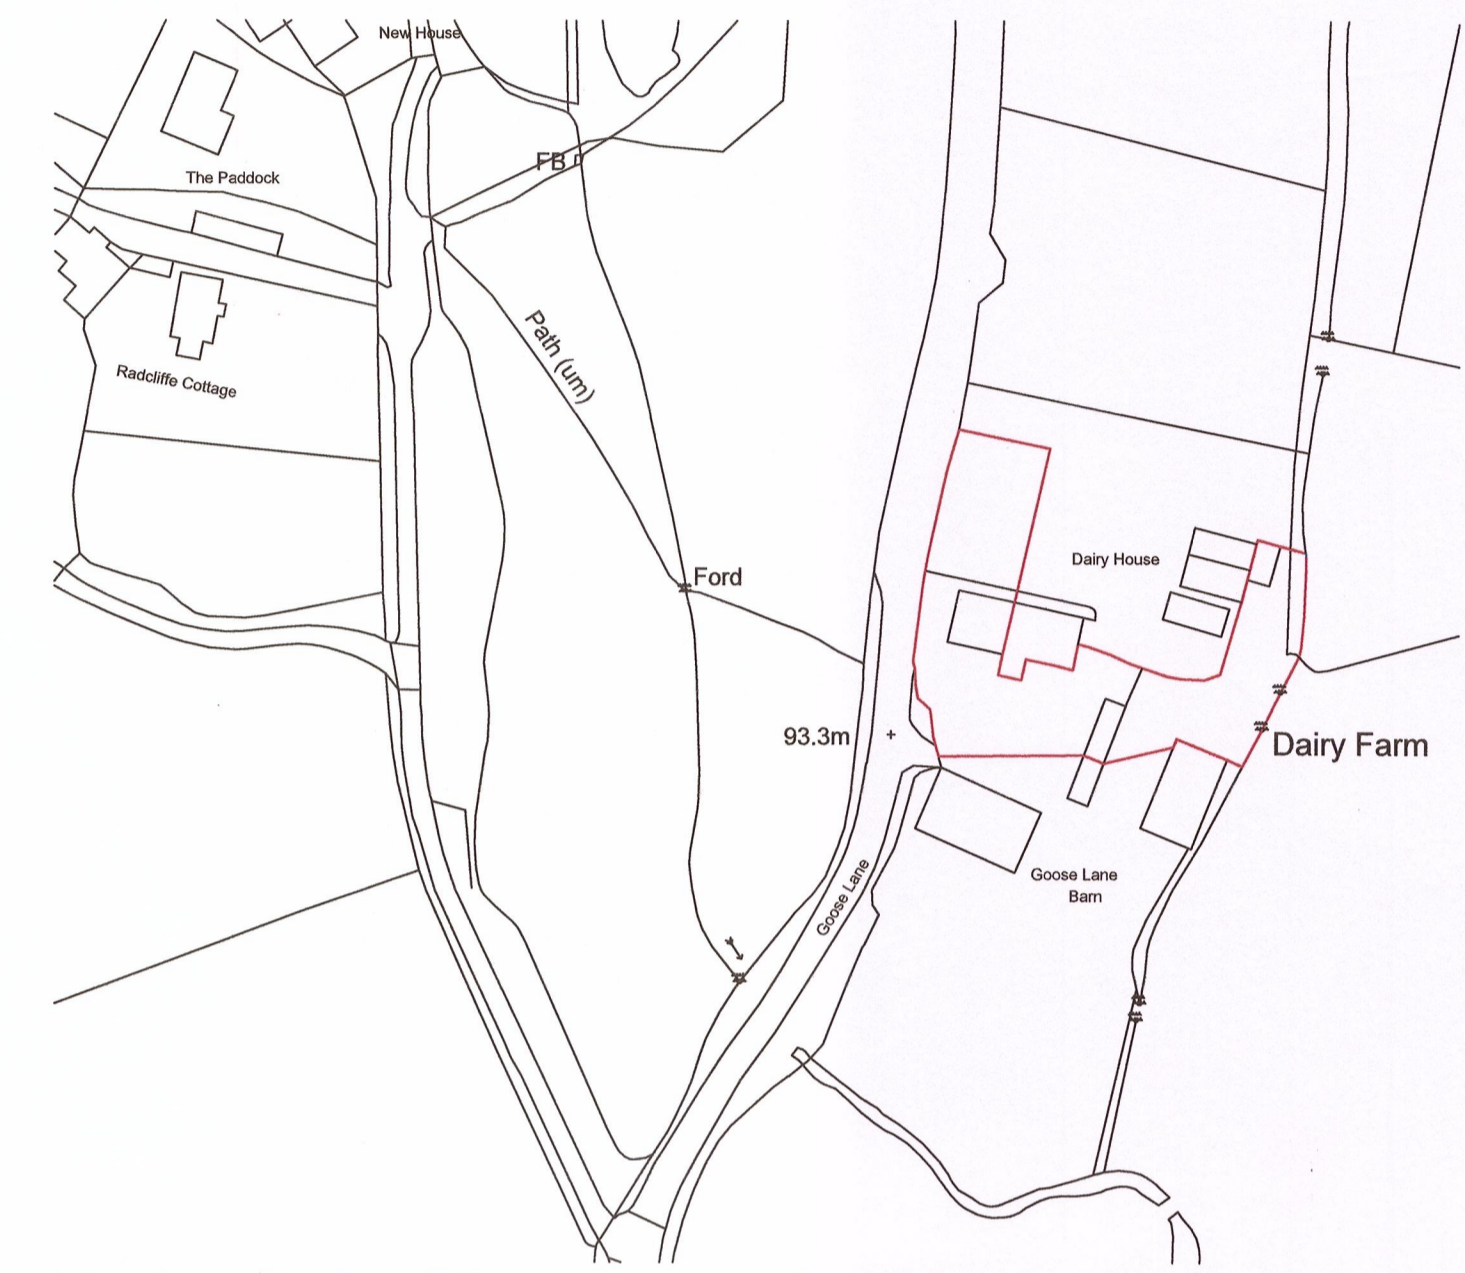 New House
FB
The Paddock
Path (um)
Radcliffe Cottage
Ford
Dairy House
93.3m
Dairy Farm
Goose Lane
Goose Lane
Barn